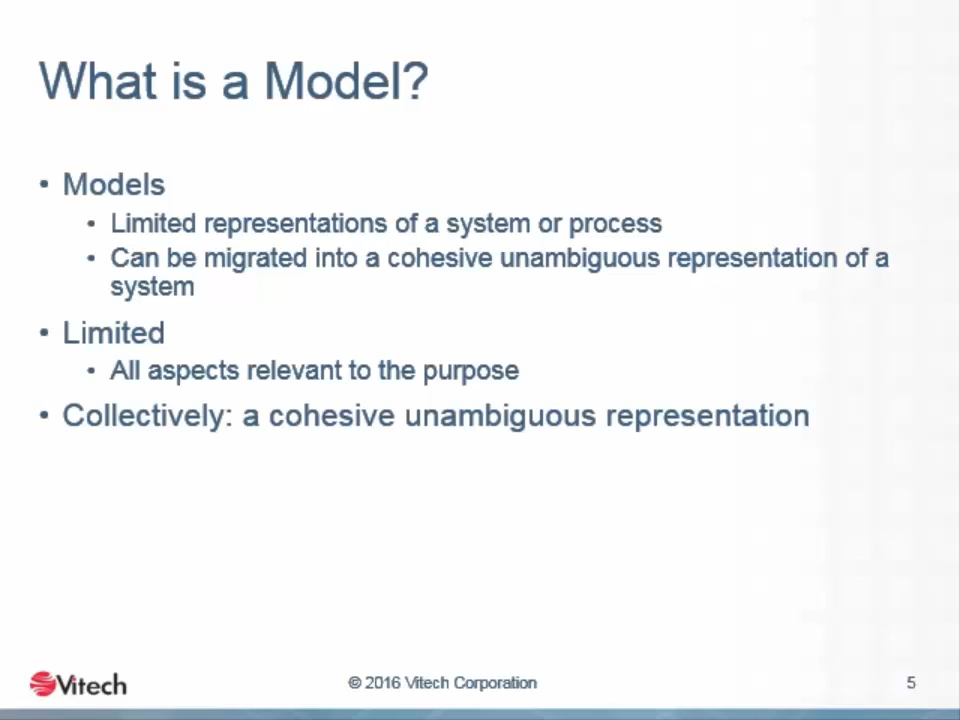 What is a Model?
• Models
• Limited representations of a system or process
• Can be migrated into a cohesive unambiguous representation of a
system
• Limited
• All aspects relevant to the purpose
• Collectively: a cohesive unambiguous representation
Vitech
© 2016 Vitech Corporation
5